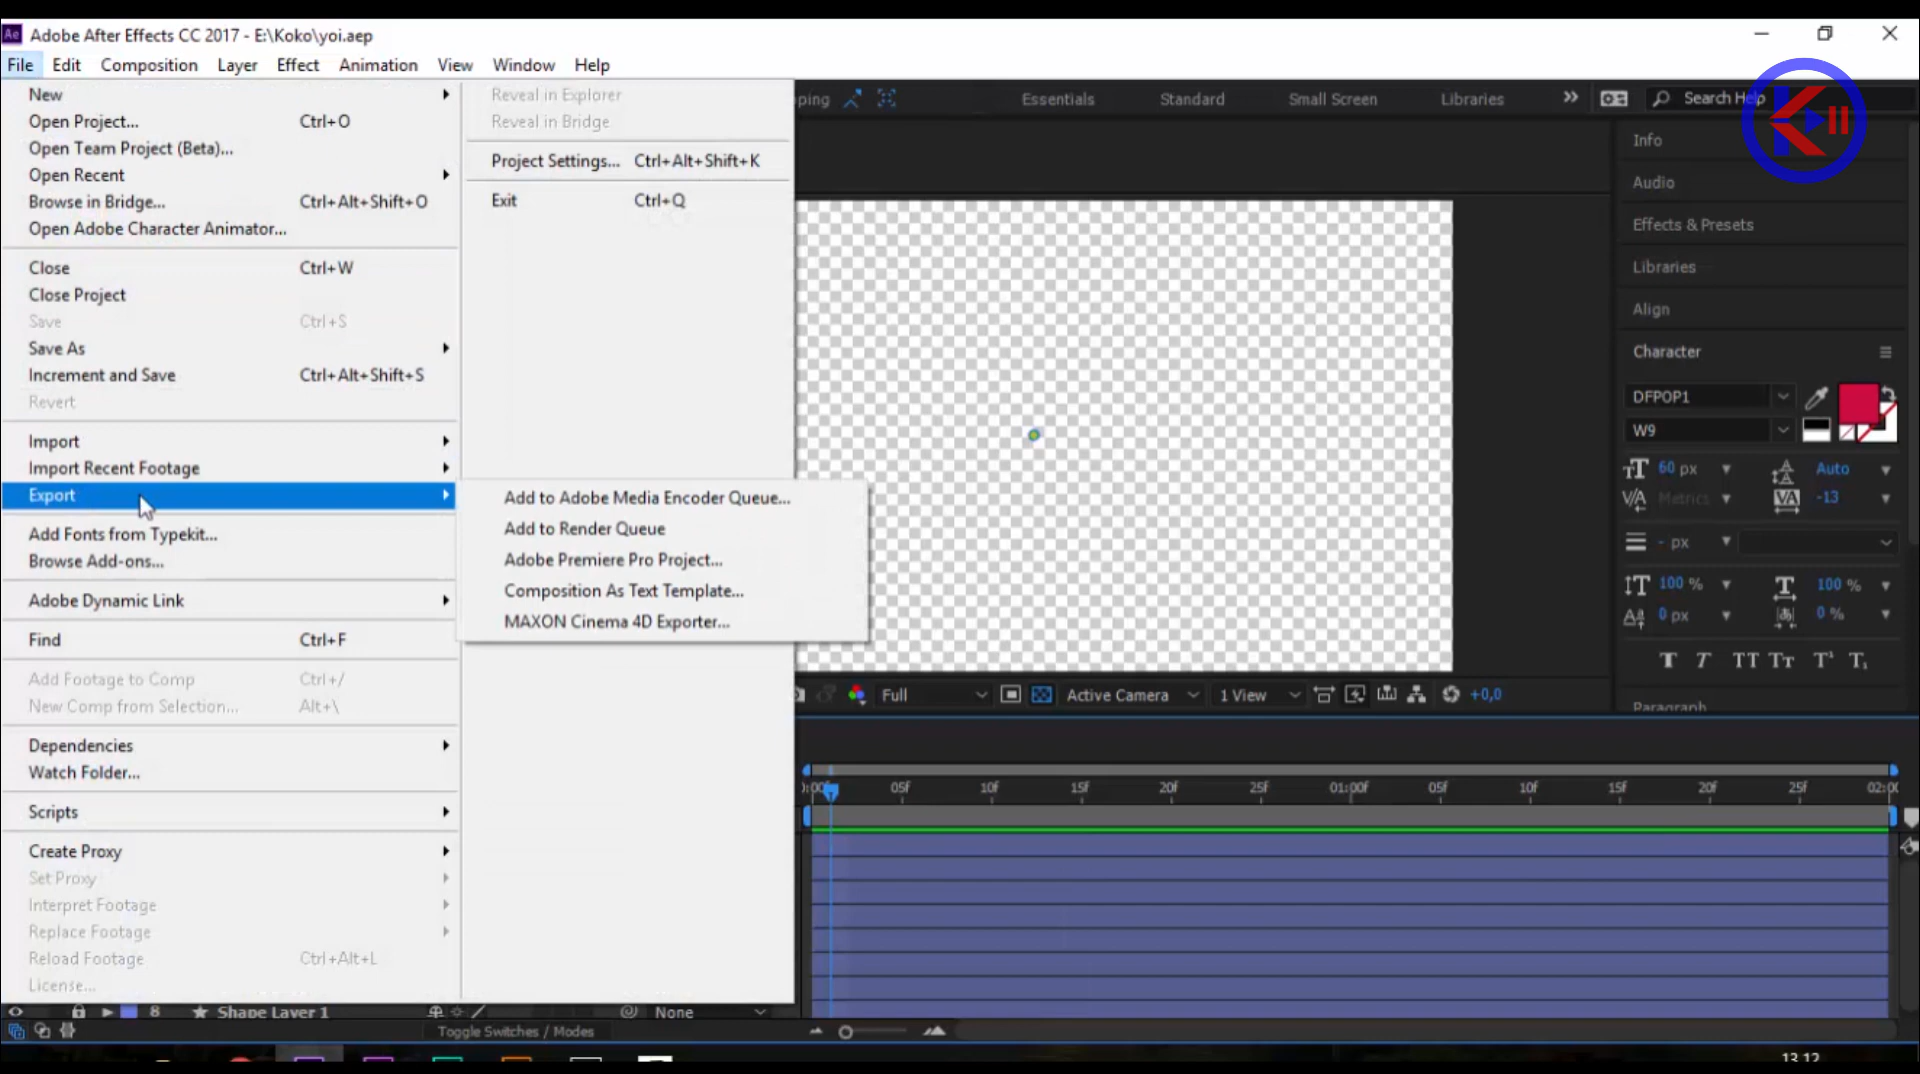 Adobe After Effects CC 2017 - E:\Koko\yoi.aep
File Edit Composition Layer Effect Animation View Window Help
New
Open Project... Ctrl+O
Open Team Project (Beta)...
Open Recent
Browse in Bridge... Ctrl+Alt+Shift+O
Open Adobe Character Animator...
Close Ctrl+W
Close Project
Save Ctrl+S
Save As
Increment and Save Ctrl+Alt+Shift+S
Revert
Import
Import Recent Footage
Export
Add Fonts from Typekit...
Browse Add-ons...
Adobe Dynamic Link
Find Ctrl+F
Add Footage to Comp Ctrl+/
New Comp from Selection... Alt+\
Dependencies
Watch Folder...
Scripts
Create Proxy
Set Proxy
Interpret Footage
Replace Footage
Reload Footage Ctrl+Alt+L
License...
Reveal in Explorer
Reveal in Bridge
Project Settings... Ctrl+Alt+Shift+K
Exit Ctrl+Q
Add to Adobe Media Encoder Queue...
Add to Render Queue
Adobe Premiere Pro Project...
Composition As Text Template...
MAXON Cinema 4D Exporter...
Essentials Standard Small Screen Libraries >> Search Help
Info
Audio
Effects & Presets
Libraries
Align
Character
DFPOP1
W9
60 px Auto
Metrics -13
- px
100 % 100 %
0 px 0 %
T T TT Tt T¹ T₁
Paragraph
Full Active Camera 1 View +0,0
05f 10f 15f 20f 25f 01:00f 05f 10f 15f 20f 25f
8 Shape Layer 1 None
Toggle Switches / Modes
13.12